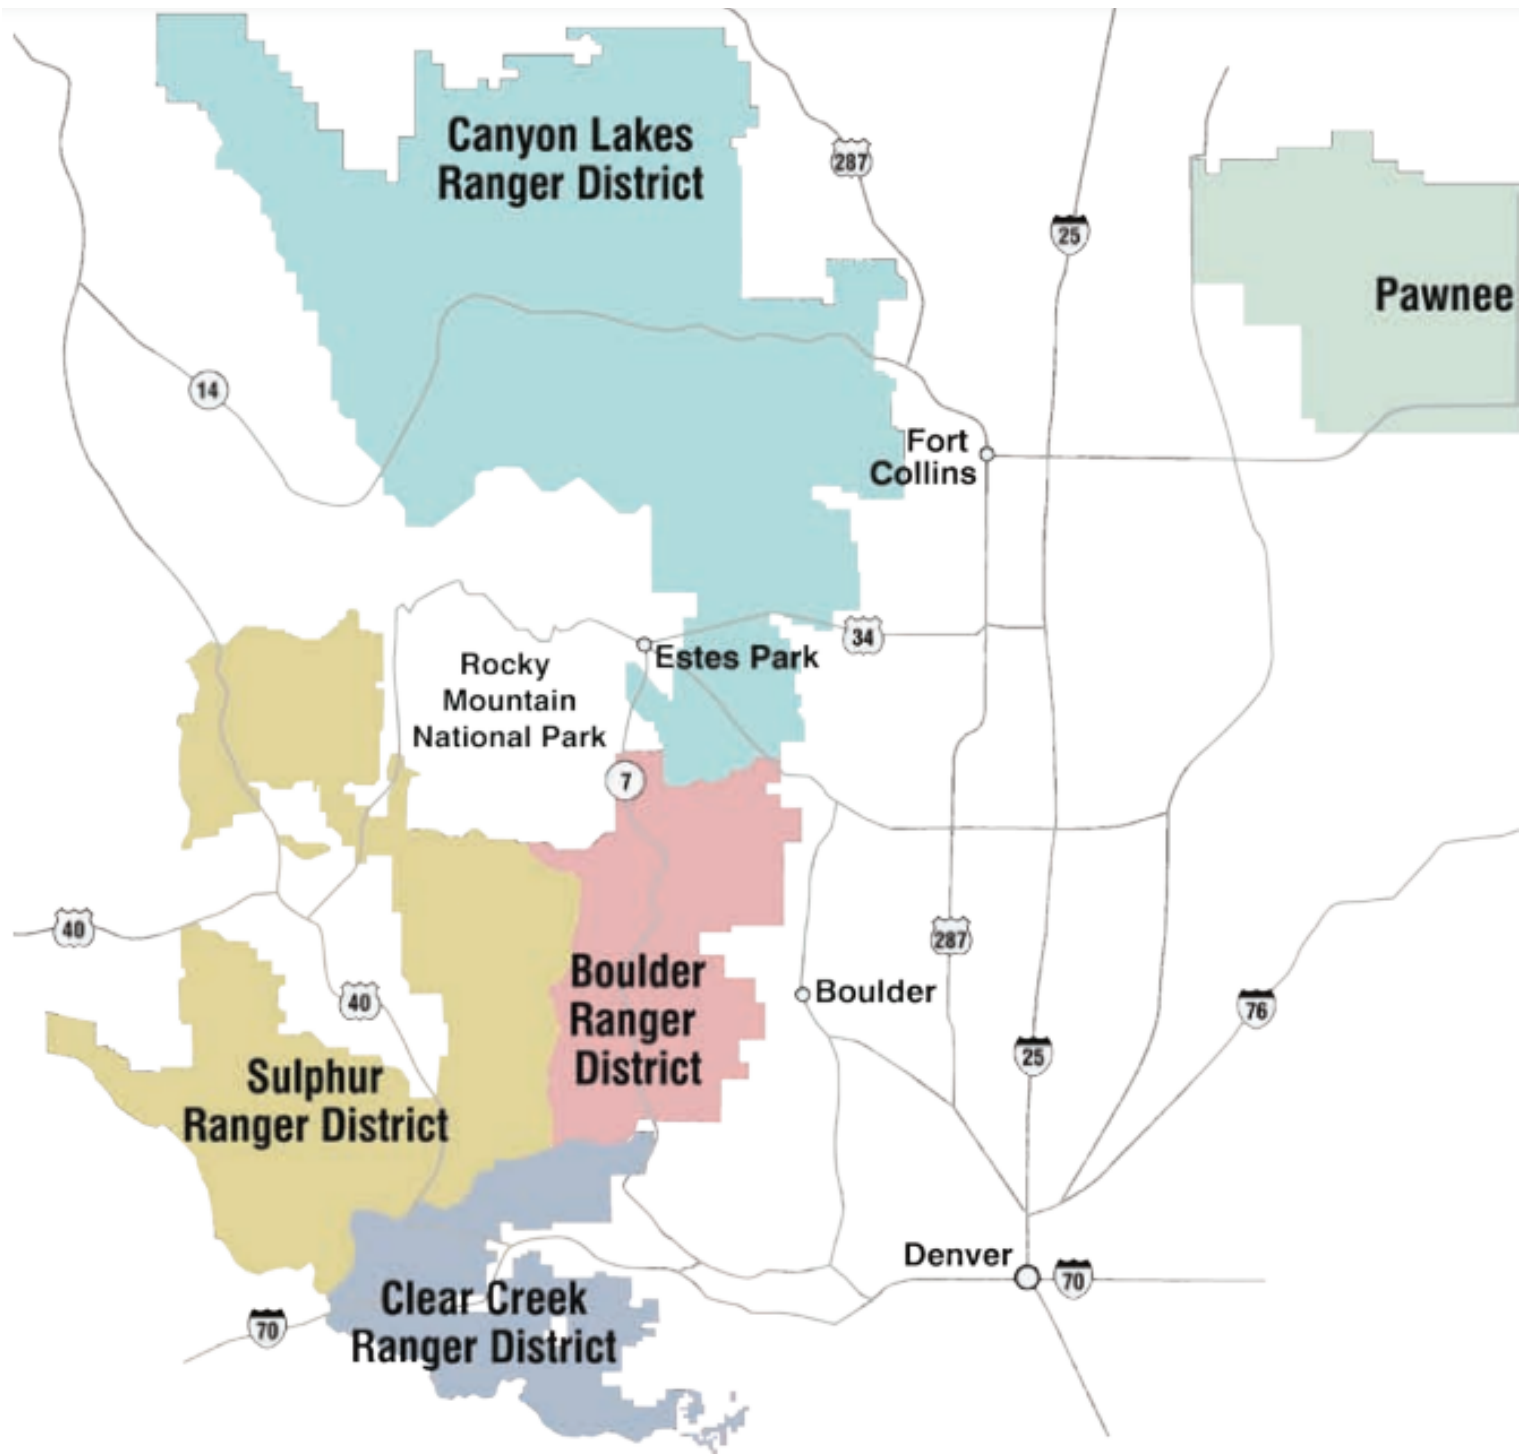 Canyon Lakes
Ranger District
287
25
Pawnee
14
Fort
Collins
34
Estes Park
Rocky
Mountain
National Park
7
40
287
Boulder
Ranger
District
Boulder
40
76
25
Sulphur
Ranger District
Denver
70
Clear Creek
Ranger District
70